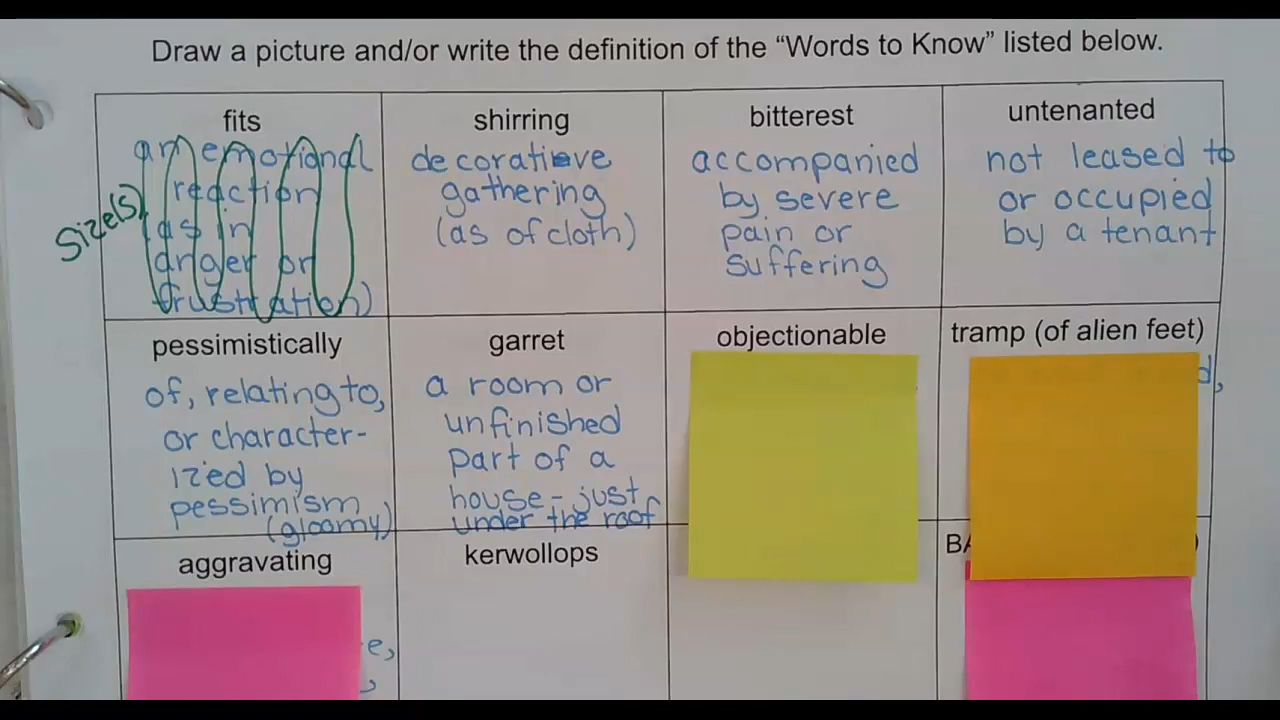 Draw a picture and/or write the definition of the “Words to Know” listed below.
fits
an emotional
reaction
(as in
anger or
frustration)
Size(s)
shirring
decorative
gathering
(as of cloth)
bitterest
accompanied
by severe
pain or
suffering
untenanted
not leased to
or occupied
by a tenant
pessimistically
of, relating to,
or character-
ized by
pessimism
(gloomy)
garret
a room or
unfinished
part of a
house - just
under the roof
objectionable
tramp (of alien feet)
d,
aggravating
e,
,
kerwollops
BA )